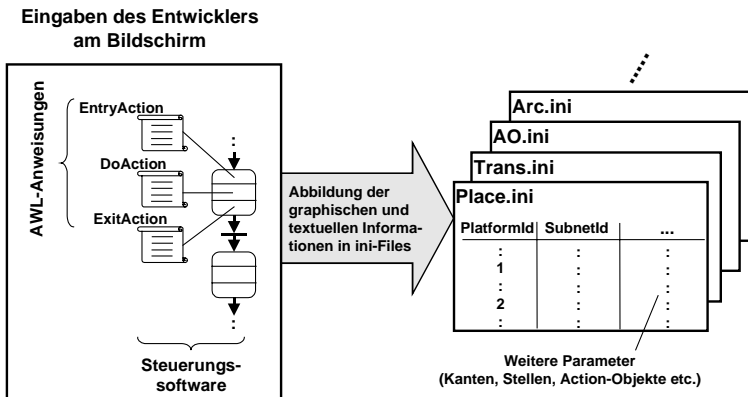 Eingaben des Entwicklers
am Bildschirm
AWL-Anweisungen
EntryAction
DoAction
ExitAction
Steuerungs-
software
Abbildung der
graphischen und
textuellen Informa-
tionen in ini-Files
Arc.ini
AO.ini
Trans.ini
Place.ini
PlatformId SubnetId ...
1
2
Weitere Parameter
(Kanten, Stellen, Action-Objekte etc.)